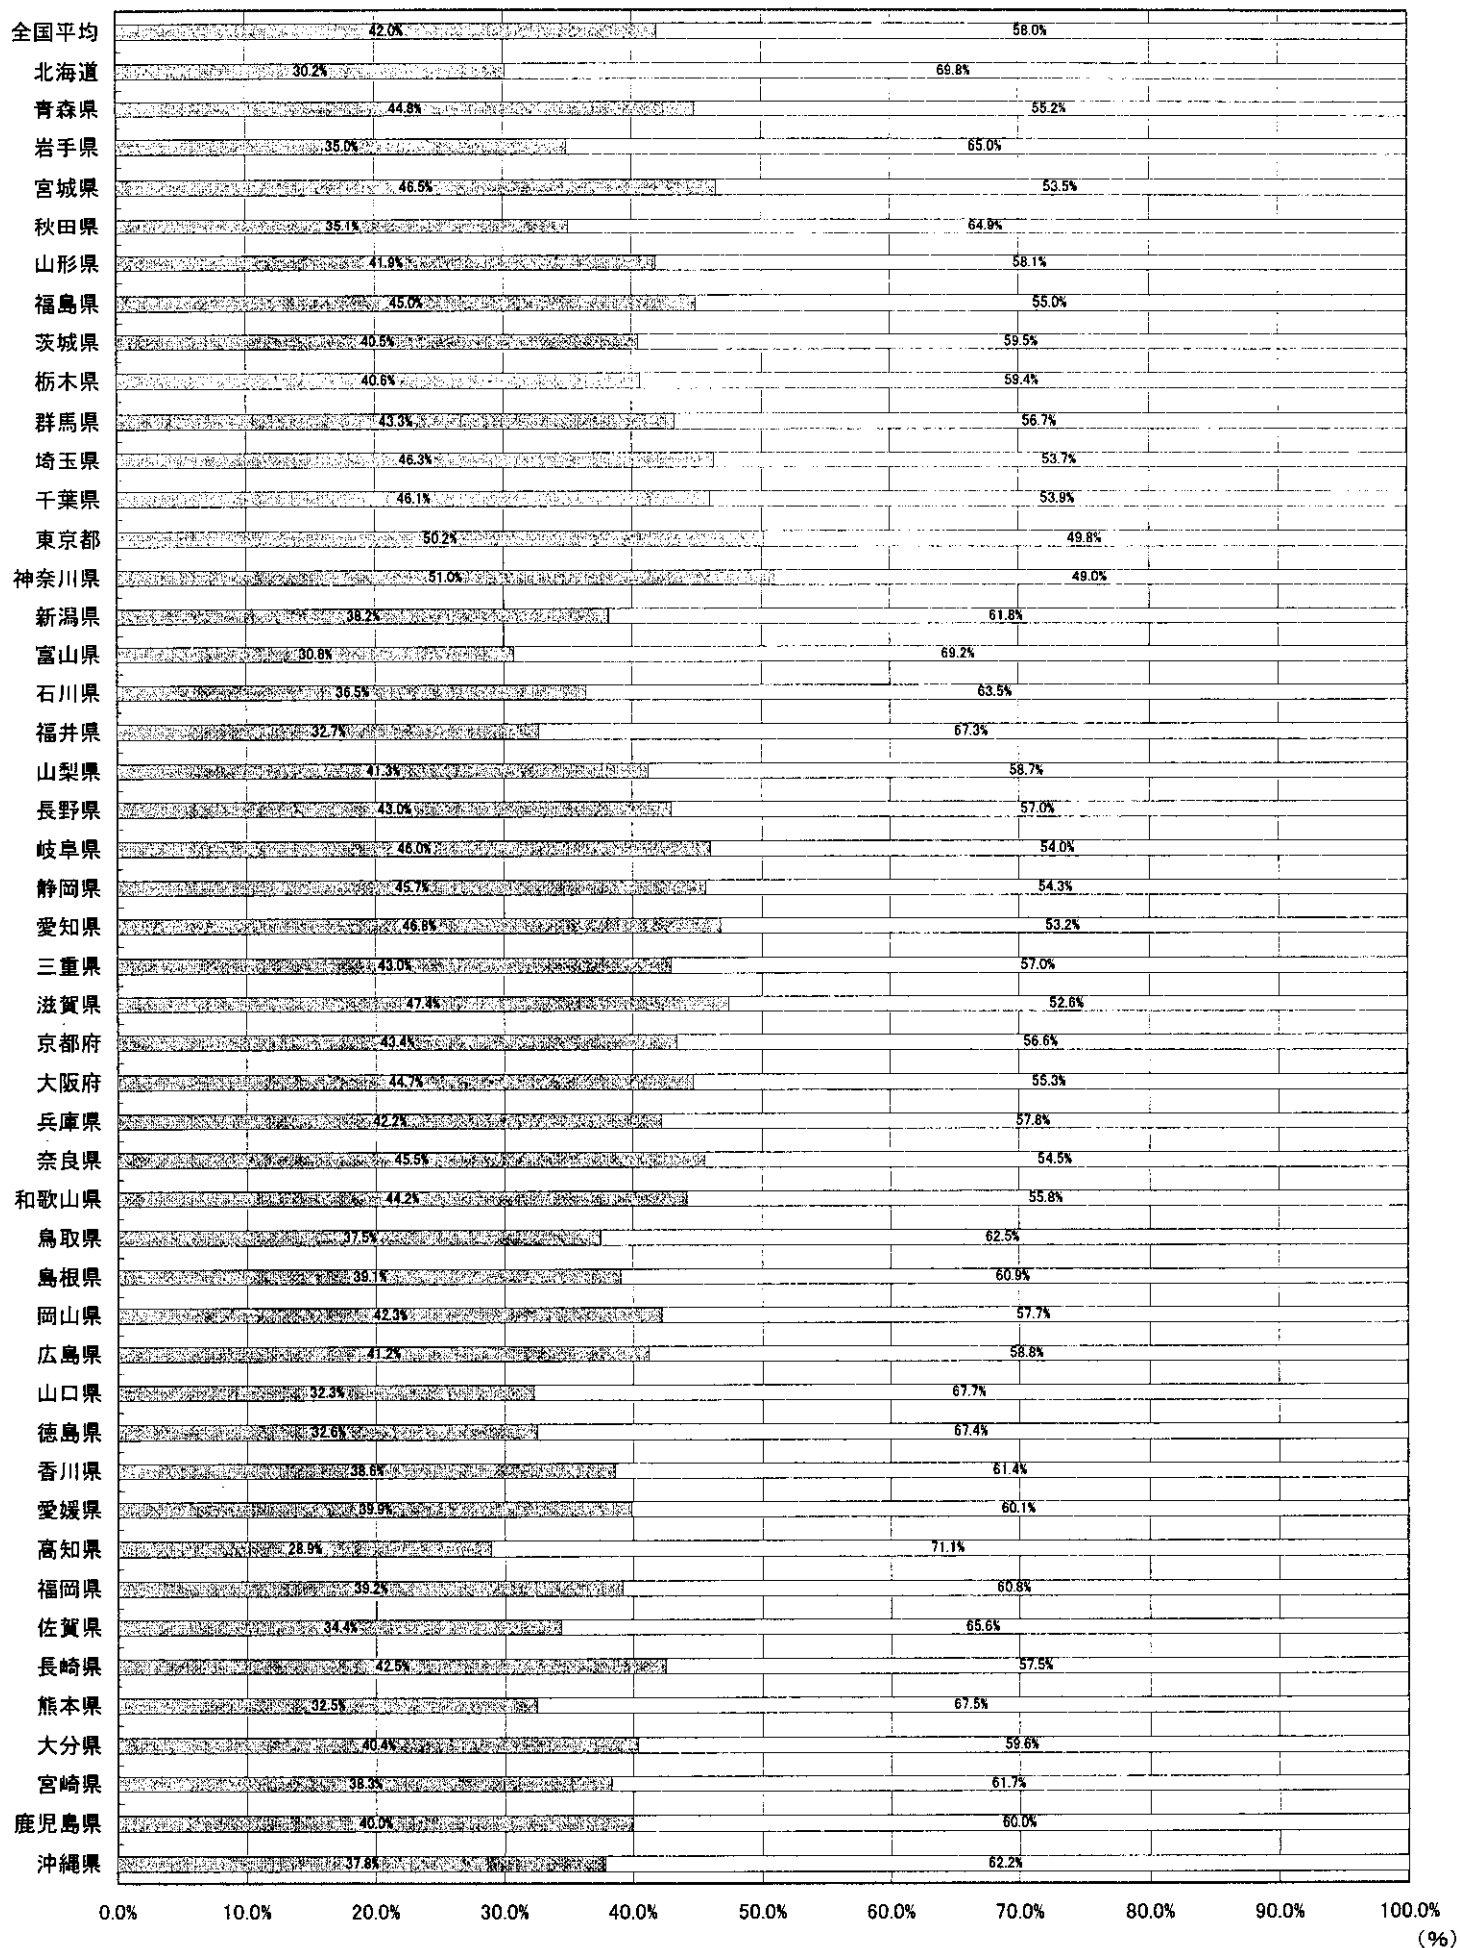 全国平均 42.0% 58.0%
北海道 30.2% 69.8%
青森県 44.8% 55.2%
岩手県 35.0% 65.0%
宮城県 46.5% 53.5%
秋田県 35.1% 64.9%
山形県 41.9% 58.1%
福島県 45.0% 55.0%
茨城県 40.5% 59.5%
栃木県 40.6% 59.4%
群馬県 43.3% 56.7%
埼玉県 46.3% 53.7%
千葉県 46.1% 53.9%
東京都 50.2% 49.8%
神奈川県 51.0% 49.0%
新潟県 38.2% 61.8%
富山県 30.8% 69.2%
石川県 36.5% 63.5%
福井県 32.7% 67.3%
山梨県 41.3% 58.7%
長野県 43.0% 57.0%
岐阜県 46.0% 54.0%
静岡県 45.7% 54.3%
愛知県 46.8% 53.2%
三重県 43.0% 57.0%
滋賀県 47.4% 52.6%
京都府 43.4% 56.6%
大阪府 44.7% 55.3%
兵庫県 42.2% 57.8%
奈良県 45.5% 54.5%
和歌山県 44.2% 55.8%
鳥取県 37.5% 62.5%
島根県 39.1% 60.9%
岡山県 42.3% 57.7%
広島県 41.2% 58.8%
山口県 32.3% 67.7%
徳島県 32.6% 67.4%
香川県 38.6% 61.4%
愛媛県 39.9% 60.1%
高知県 28.9% 71.1%
福岡県 39.2% 60.8%
佐賀県 34.4% 65.6%
長崎県 42.5% 57.5%
熊本県 32.5% 67.5%
大分県 40.4% 59.6%
宮崎県 38.3% 61.7%
鹿児島県 40.0% 60.0%
沖縄県 37.8% 62.2%
0.0% 10.0% 20.0% 30.0% 40.0% 50.0% 60.0% 70.0% 80.0% 90.0% 100.0%
(%)